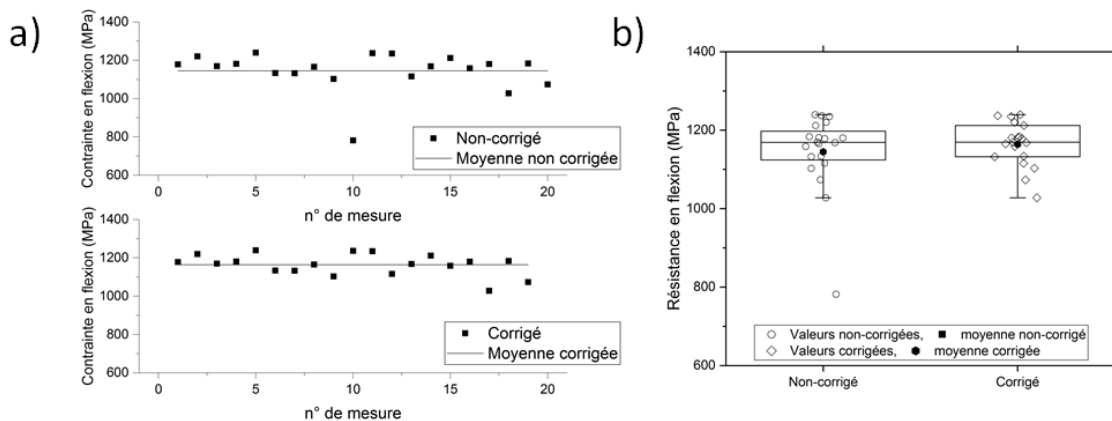 a)
Contrainte en flexion (MPa)
1400
1200
1000
800
600
Non-corrigé
Moyenne non corrigée
0
5
10
15
20
n° de mesure
Contrainte en flexion (MPa)
1400
1200
1000
800
600
Corrigé
Moyenne corrigée
0
5
10
15
20
n° de mesure
b)
Résistance en flexion (MPa)
1400
1200
1000
800
600
Valeurs non-corrigées, moyenne non-corrigé
Valeurs corrigées, moyenne corrigée
Non-corrigé
Corrigé